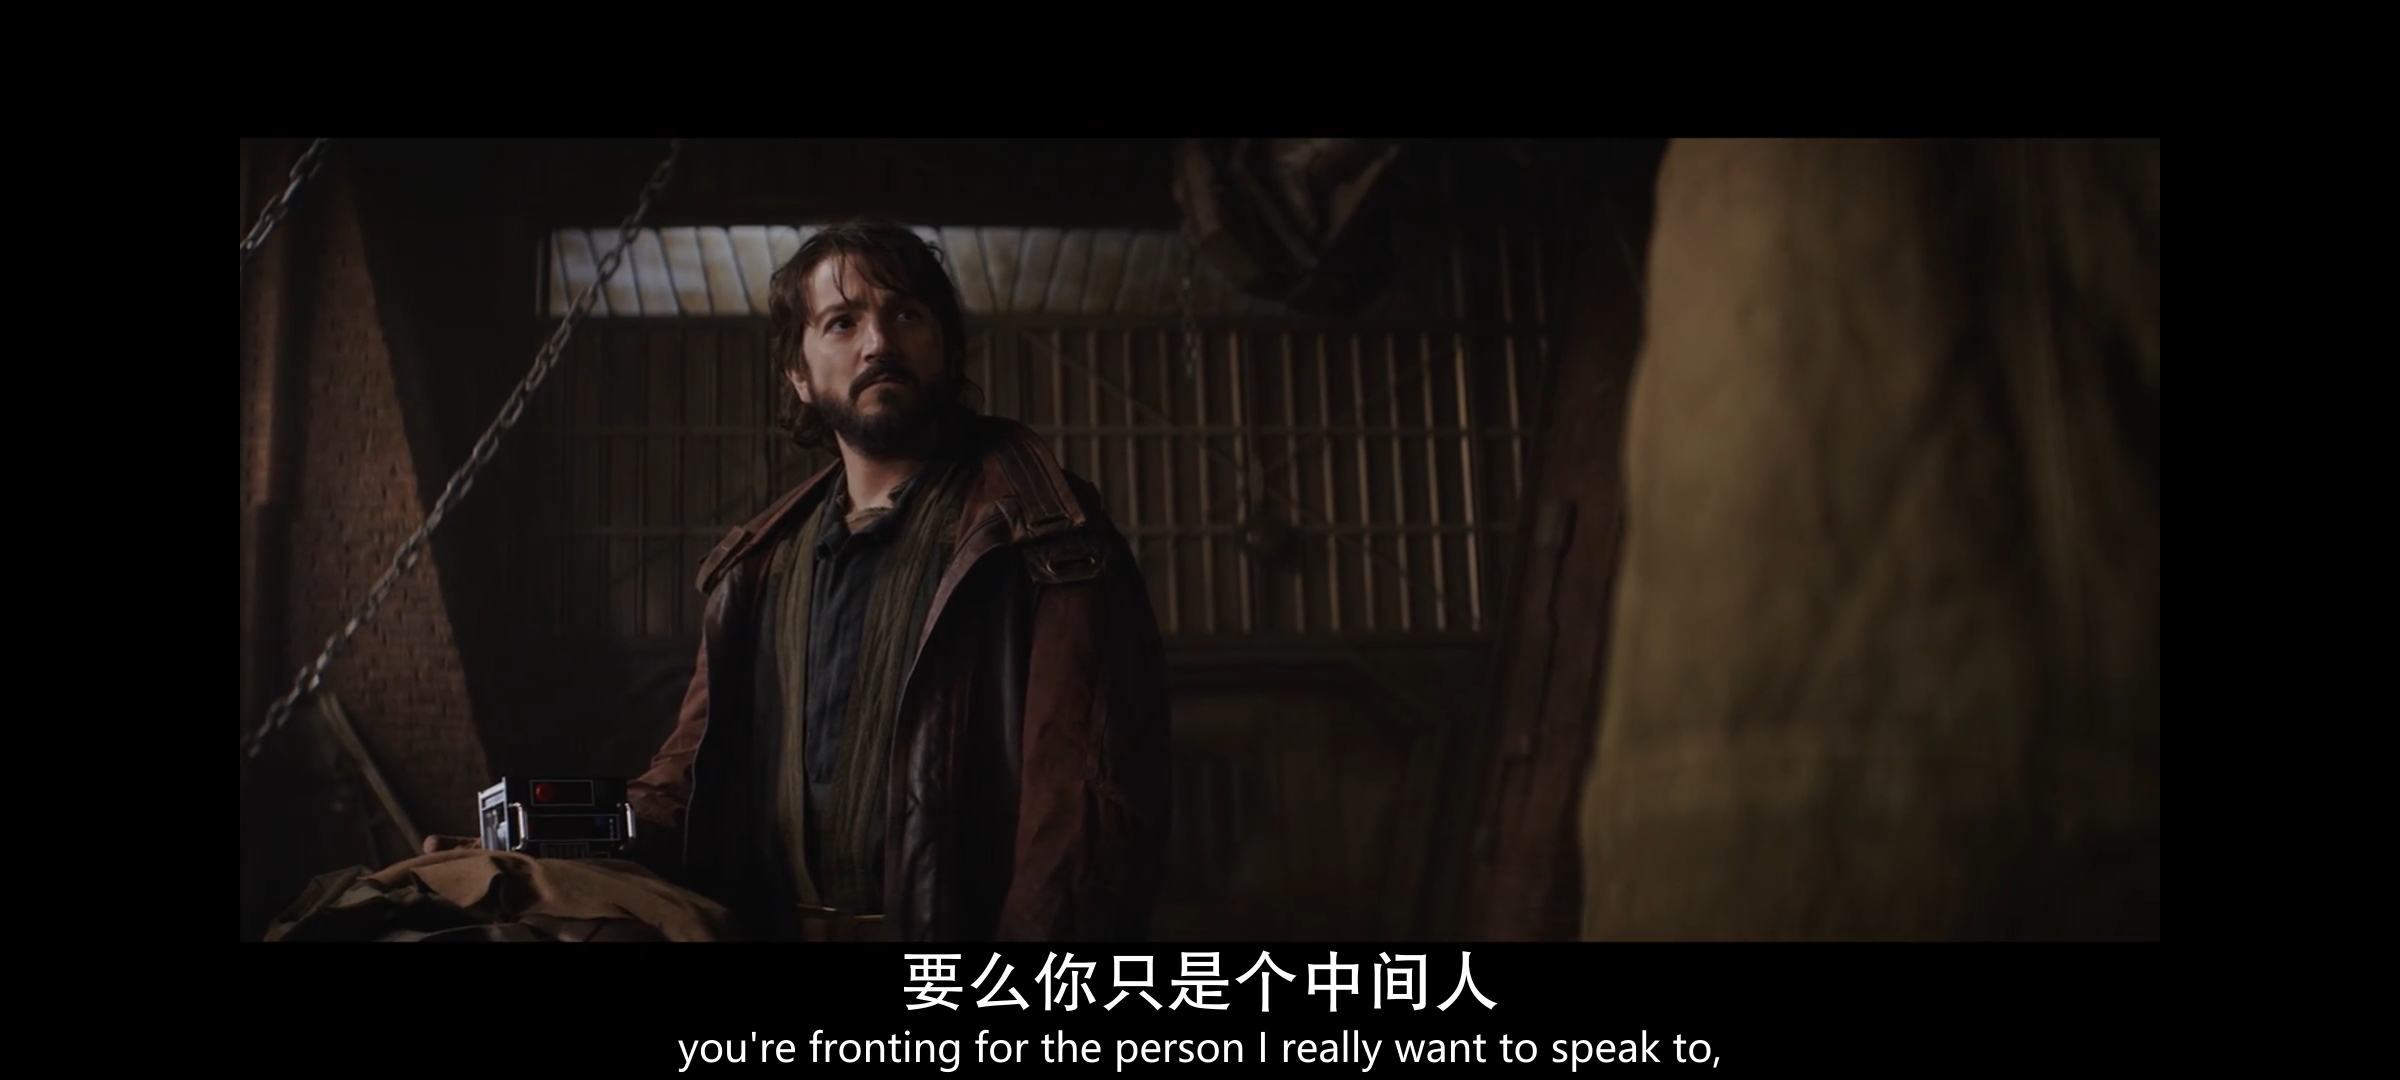 要么你只是个中间人
you're fronting for the person I really want to speak to,